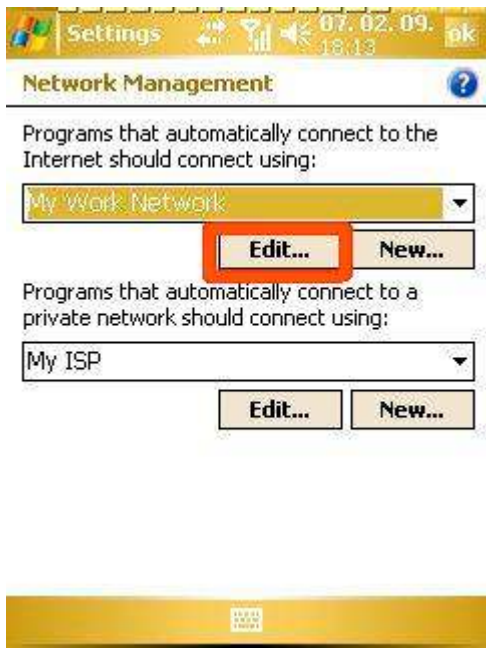 Settings 07. 02. 09. ok
18:13
Network Management ?
Programs that automatically connect to the
Internet should connect using:
My Work Network
Edit... New...
Programs that automatically connect to a
private network should connect using:
My ISP
Edit... New...